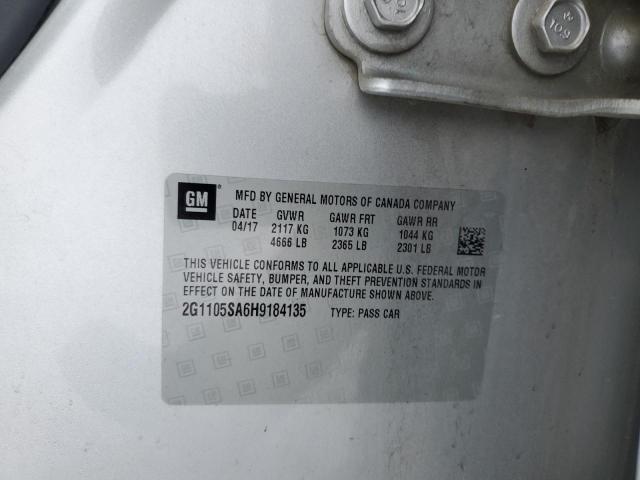 GM
MFD BY GENERAL MOTORS OF CANADA COMPANY
DATE GVWR GAWR FRT GAWR RR
04/17 2117 KG 1073 KG 1044 KG
4666 LB 2365 LB 2301 LB
THIS VEHICLE CONFORMS TO ALL APPLICABLE U.S. FEDERAL MOTOR
VEHICLE SAFETY, BUMPER, AND THEFT PREVENTION STANDARDS IN
EFFECT ON THE DATE OF MANUFACTURE SHOWN ABOVE.
2G1105SA6H9184135 TYPE: PASS CAR